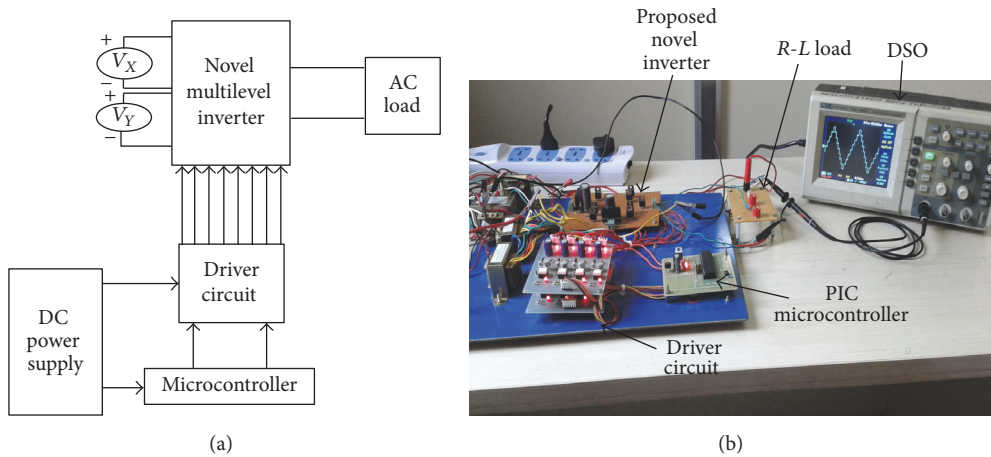 +
V_X
−
+
V_Y
−
Novel
multilevel
inverter
AC
load
Driver
circuit
DC
power
supply
Microcontroller
(a)
Proposed
novel
inverter
R-L load
DSO
PIC
microcontroller
Driver
circuit
(b)